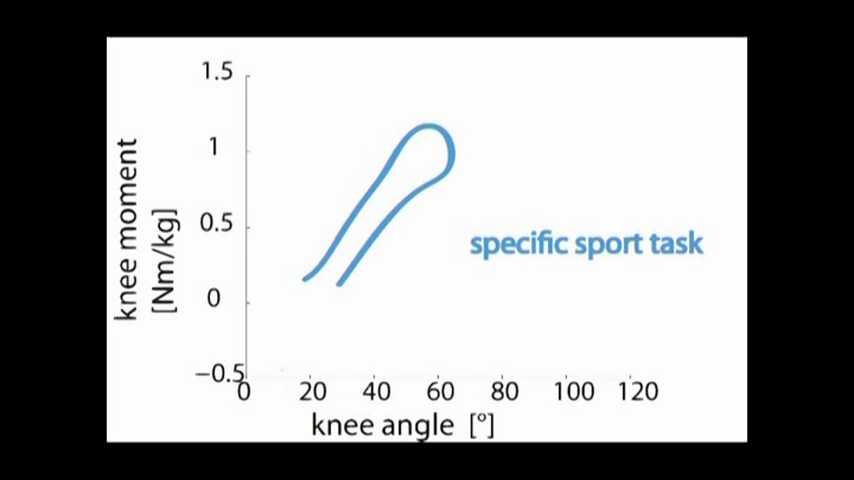 1.5
1
0.5
0
−0.5
knee moment
[Nm/kg]
specific sport task
0 20 40 60 80 100 120
knee angle [°]